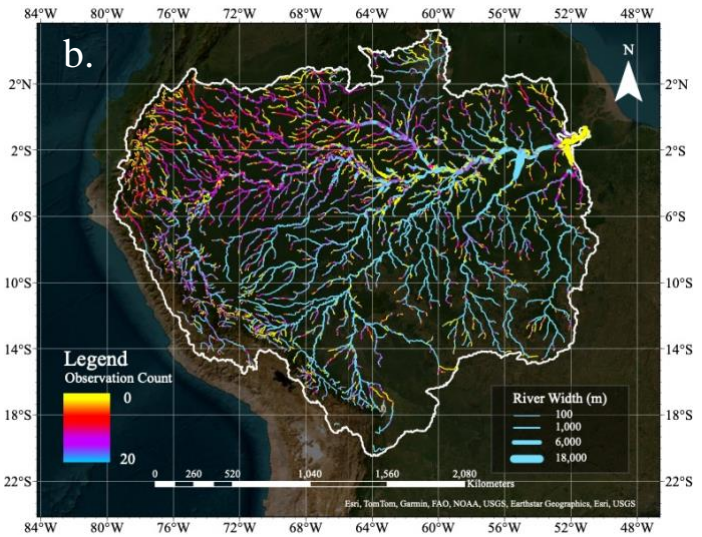 84°W 80°W 76°W 72°W 68°W 64°W 60°W 56°W 52°W 48°W
b.
N
2°N 2°N
2°S 2°S
6°S 6°S
10°S 10°S
14°S 14°S
18°S 18°S
22°S 22°S
Legend
Observation Count
0
20
River Width (m)
100
1,000
6,000
18,000
0 260 520 1,040 1,560 2,080
Kilometers
Esri, TomTom, Garmin, FAO, NOAA, USGS, Earthstar Geographics, Esri, USGS
84°W 80°W 76°W 72°W 68°W 64°W 60°W 56°W 52°W 48°W